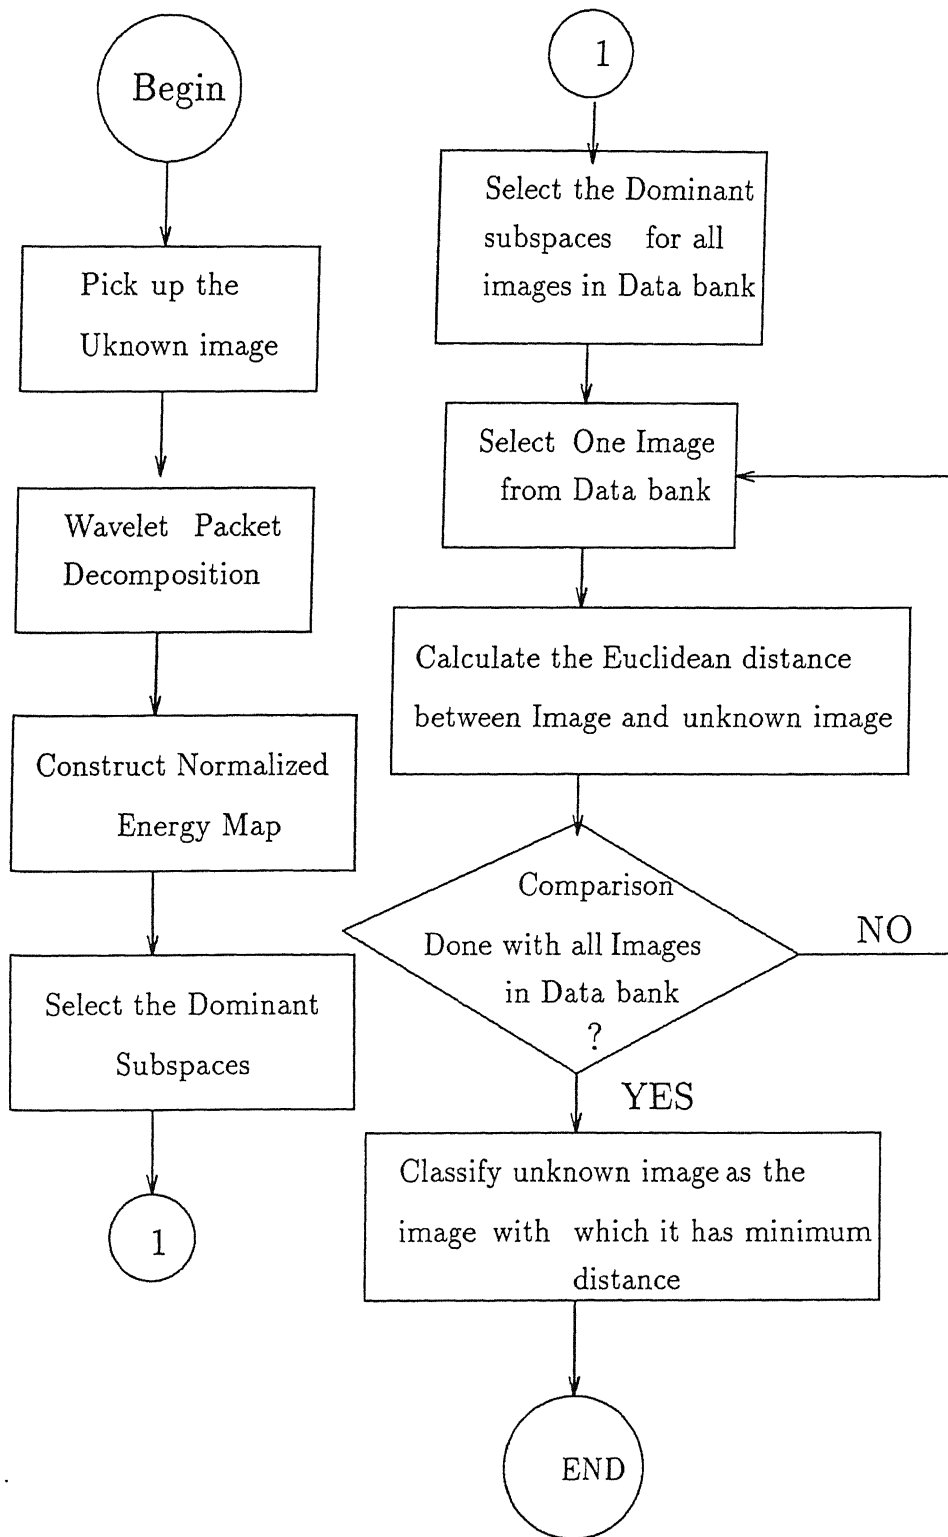 Begin
Pick up the
Uknown image
Wavelet Packet
Decomposition
Construct Normalized
Energy Map
Select the Dominant
Subspaces
1
1
Select the Dominant
subspaces for all
images in Data bank
Select One Image
from Data bank
Calculate the Euclidean distance
between Image and unknown image
Comparison
Done with all Images
in Data bank
?
NO
YES
Classify unknown image as the
image with which it has minimum
distance
END